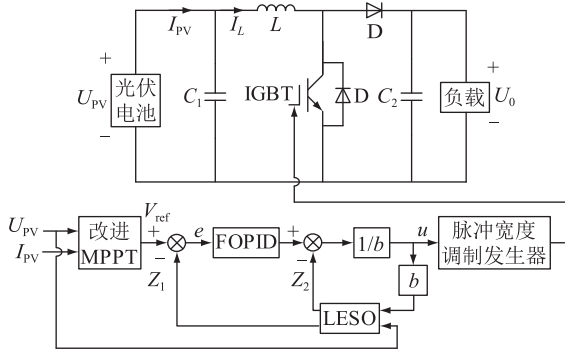 I_PV I_L L D
+ U_PV −
光伏
电池
C_1
IGBT
D
C_2
负载
+ U_0 −
U_PV
I_PV
改进
MPPT
V_ref
+
−
Z_1
e
FOPID
+
−
Z_2
1/b
u
b
LESO
脉冲宽度
调制发生器